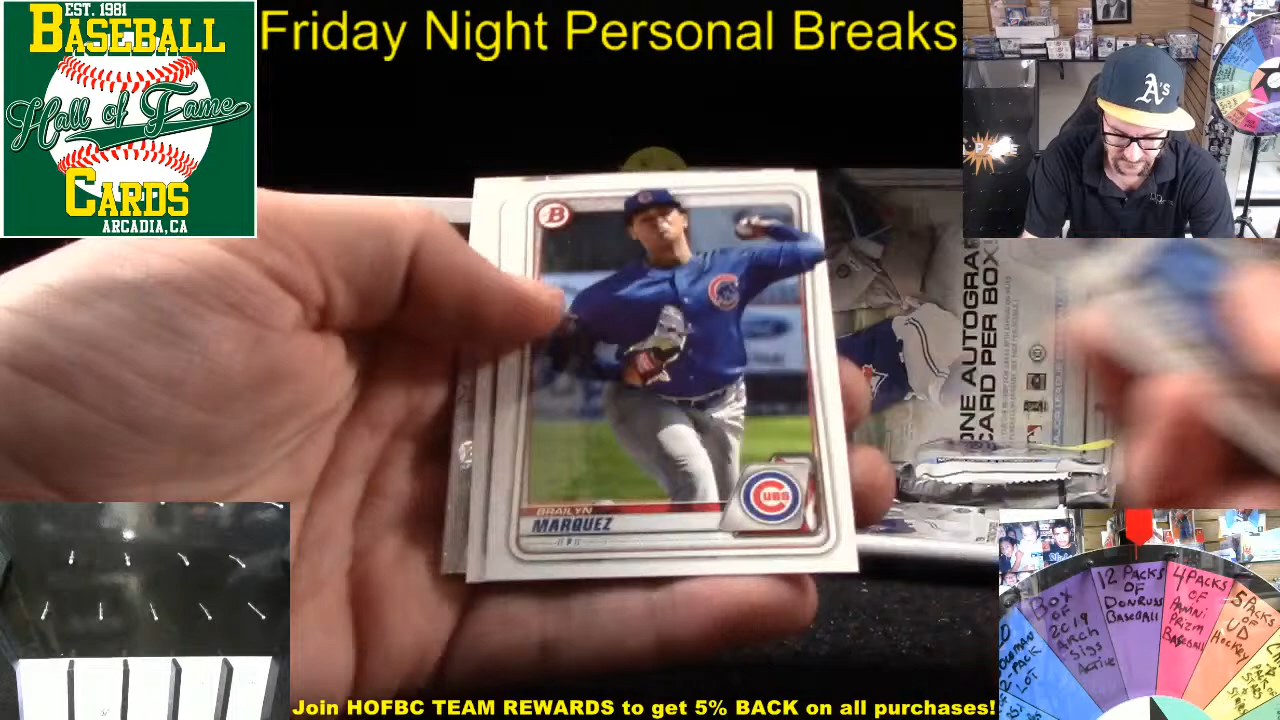 EST. 1981
BASEBALL
Hall of Fame
CARDS
ARCADIA, CA
Friday Night Personal Breaks
A's
B
C
CUBS
BRAILYN
MARQUEZ
ONE AUTOGRA
CARD PER BOX
BOX
OF
2019
ARCH
SIGS
ACTIVE
12 PACKS
OF
DONRUSS
BASEBALL
4 PACKS
OF
PANINI
PRIZM
BASEBALL
5 PACKS
OF
UD
HOCKEY
PACK
LOT
Join HOFBC TEAM REWARDS to get 5% BACK on all purchases!